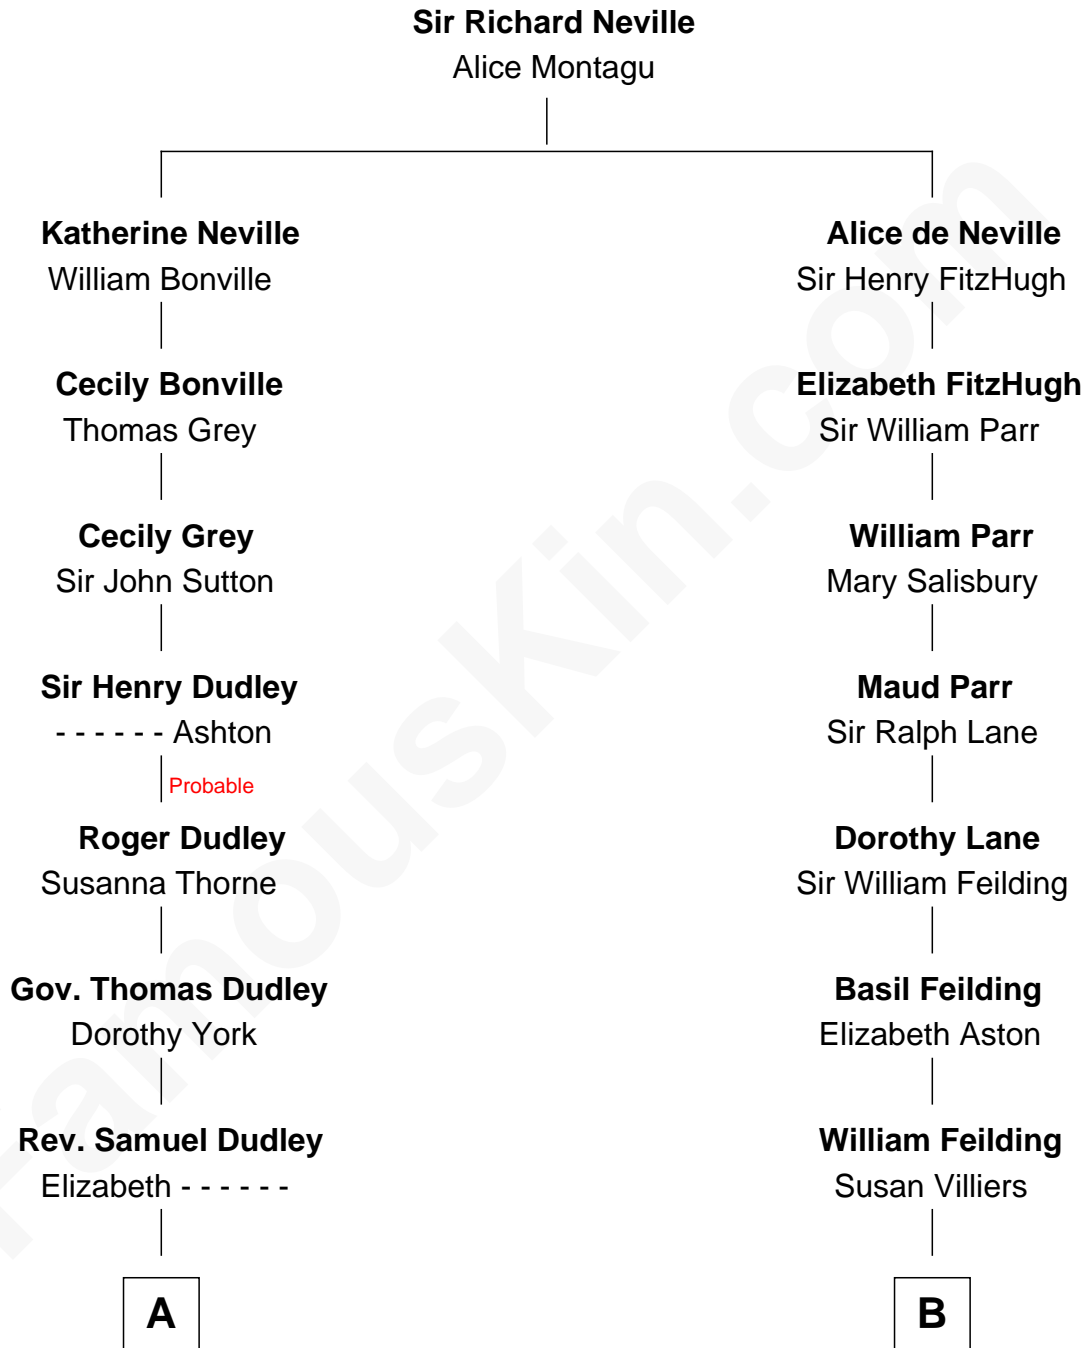 Sir Richard Neville
Alice Montagu
Katherine Neville
William Bonville
Alice de Neville
Sir Henry FitzHugh
Cecily Bonville
Thomas Grey
Elizabeth FitzHugh
Sir William Parr
Cecily Grey
Sir John Sutton
William Parr
Mary Salisbury
Sir Henry Dudley
- - - - - - Ashton
Maud Parr
Sir Ralph Lane
Probable
Roger Dudley
Susanna Thorne
Dorothy Lane
Sir William Feilding
Gov. Thomas Dudley
Dorothy York
Basil Feilding
Elizabeth Aston
Rev. Samuel Dudley
Elizabeth - - - - - -
William Feilding
Susan Villiers
A
B
FamousKin.com